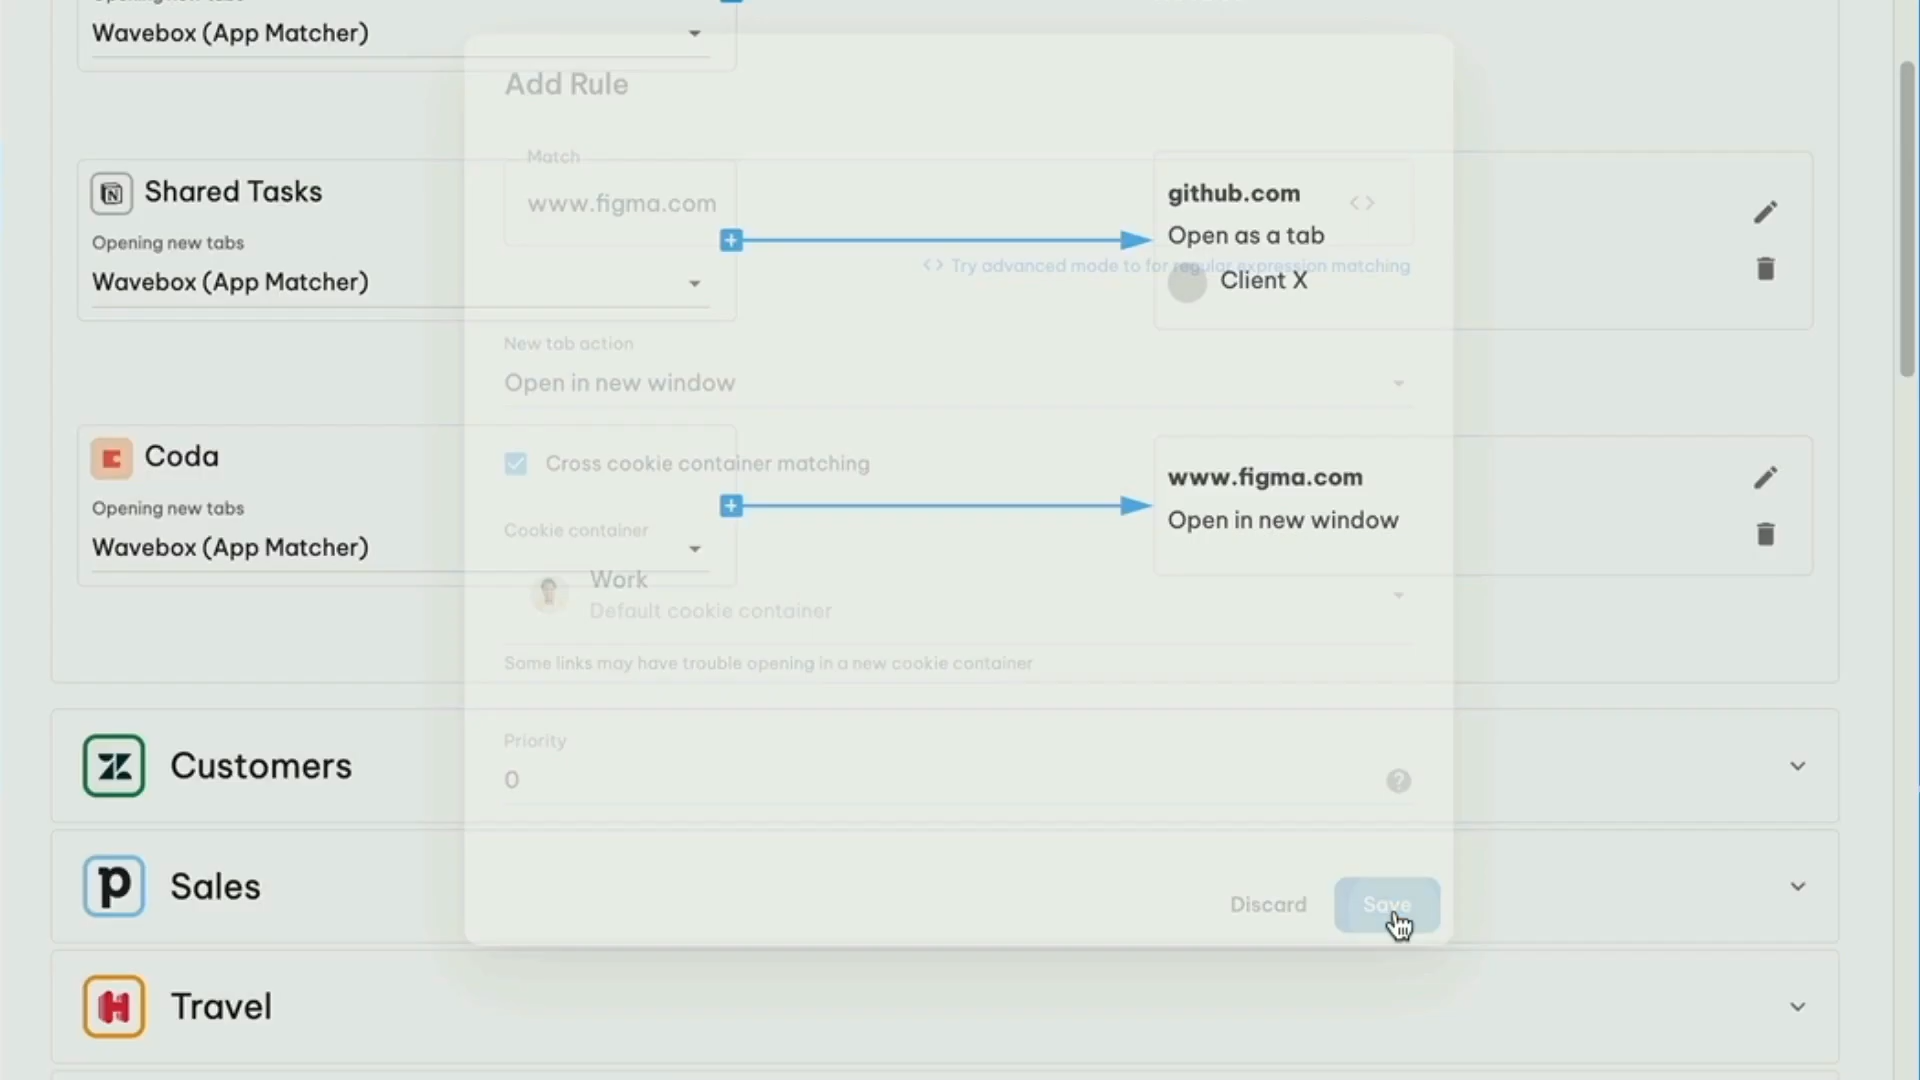 Wavebox (App Matcher)
Add Rule
Match
www.figma.com
Shared Tasks
Opening new tabs
Wavebox (App Matcher)
github.com
Open as a tab
Client X
Try advanced mode to for regular expression matching
New tab action
Open in new window
Coda
Opening new tabs
Wavebox (App Matcher)
Cross cookie container matching
www.figma.com
Open in new window
Cookie container
Work
Default cookie container
Some links may have trouble opening in a new cookie container
Customers
Priority
0
Sales
Discard
Save
Travel